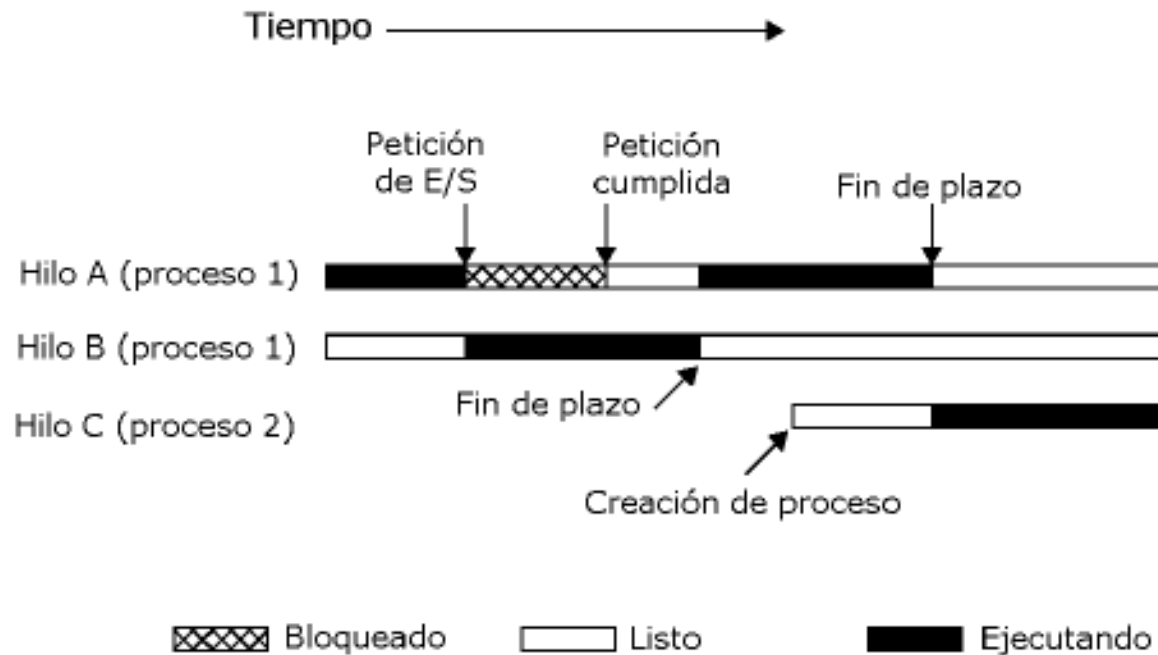 Tiempo
Petición
de E/S
Petición
cumplida
Fin de plazo
Hilo A (proceso 1)
Hilo B (proceso 1)
Fin de plazo
Hilo C (proceso 2)
Creación de proceso
Bloqueado
Listo
Ejecutando